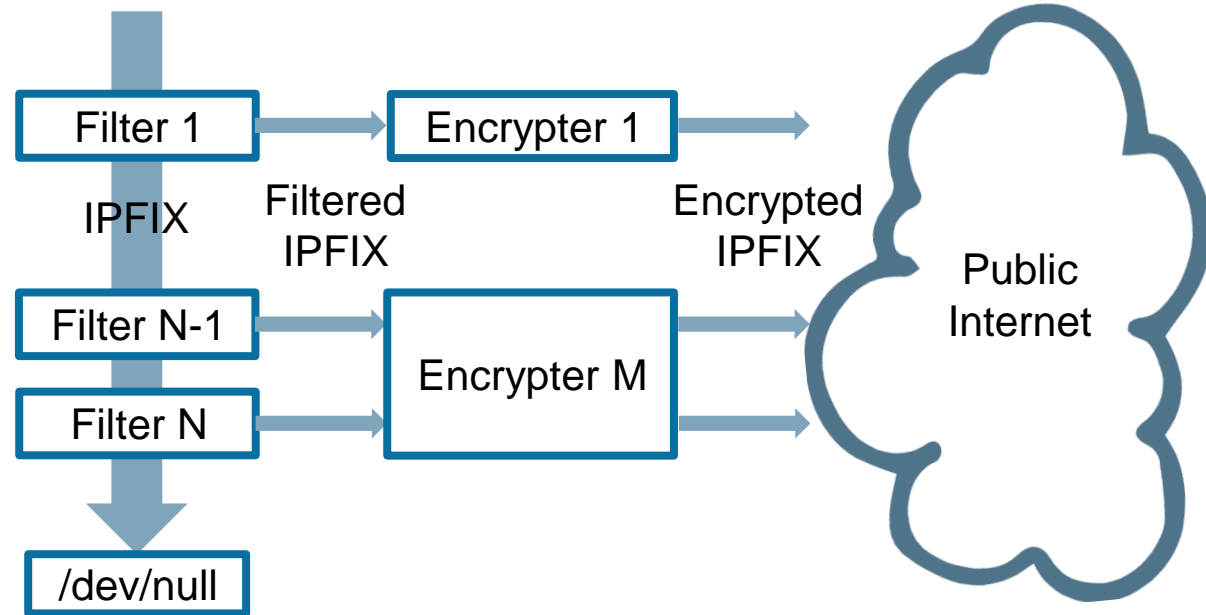 Filter 1
Encrypter 1
IPFIX
Filtered
IPFIX
Encrypted
IPFIX
Public
Internet
Filter N-1
Encrypter M
Filter N
/dev/null